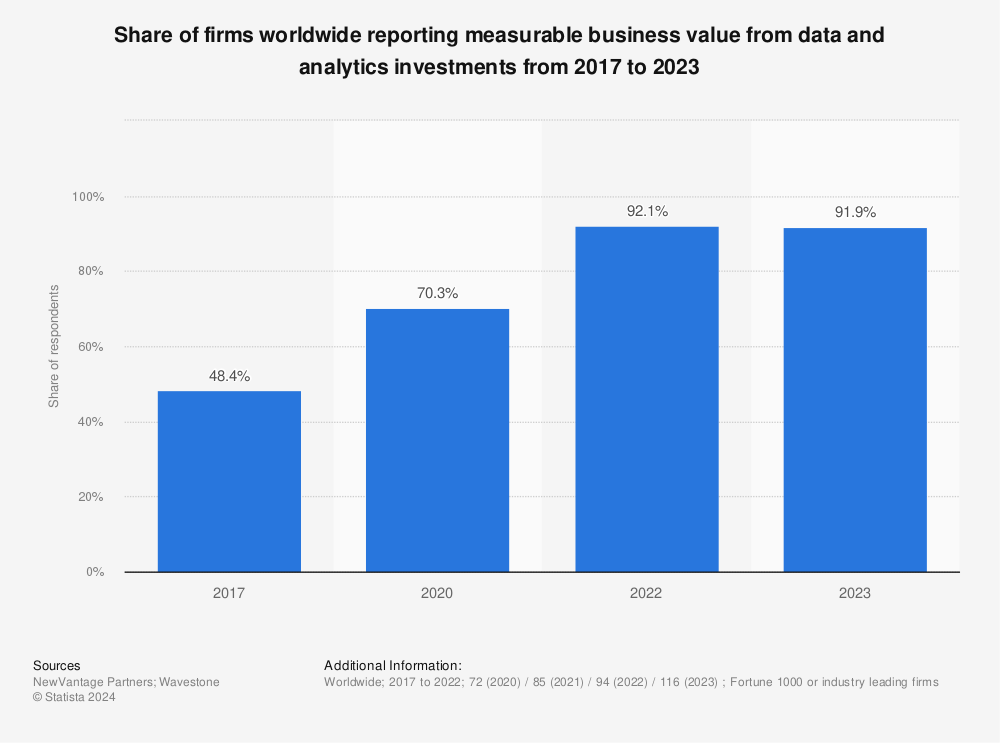 Share of firms worldwide reporting measurable business value from data and
analytics investments from 2017 to 2023
Share of respondents
100%
80%
60%
40%
20%
0%
48.4%
70.3%
92.1%
91.9%
2017
2020
2022
2023
Sources
NewVantage Partners; Wavestone
© Statista 2024
Additional Information:
Worldwide; 2017 to 2022; 72 (2020) / 85 (2021) / 94 (2022) / 116 (2023) ; Fortune 1000 or industry leading firms